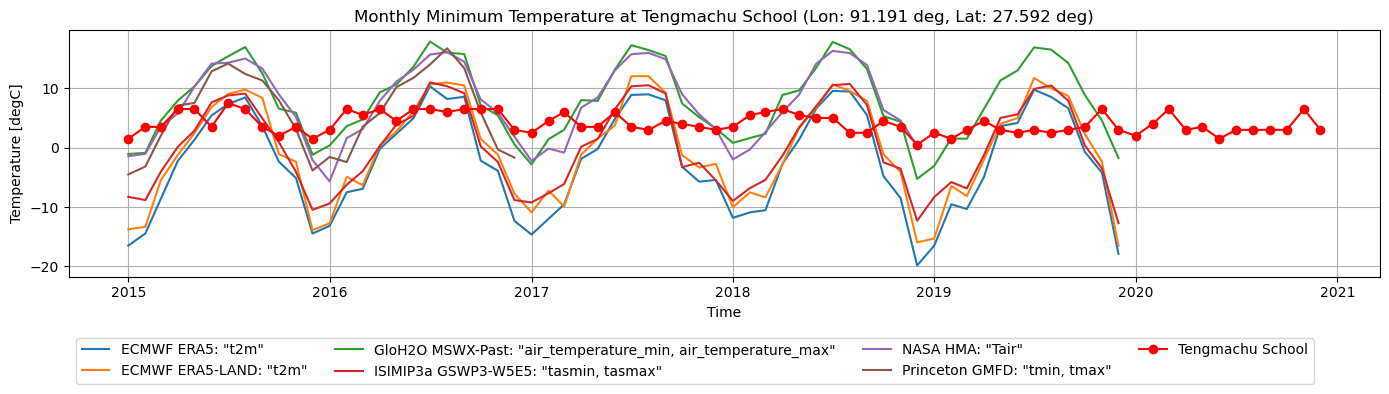 Monthly Minimum Temperature at Tengmachu School (Lon: 91.191 deg, Lat: 27.592 deg)
Temperature [degC]
10
0
−10
−20
2015 2016 2017 2018 2019 2020 2021
Time
ECMWF ERA5: "t2m" GloH2O MSWX-Past: "air_temperature_min, air_temperature_max" NASA HMA: "Tair" Tengmachu School
ECMWF ERA5-LAND: "t2m" ISIMIP3a GSWP3-W5E5: "tasmin, tasmax" Princeton GMFD: "tmin, tmax"